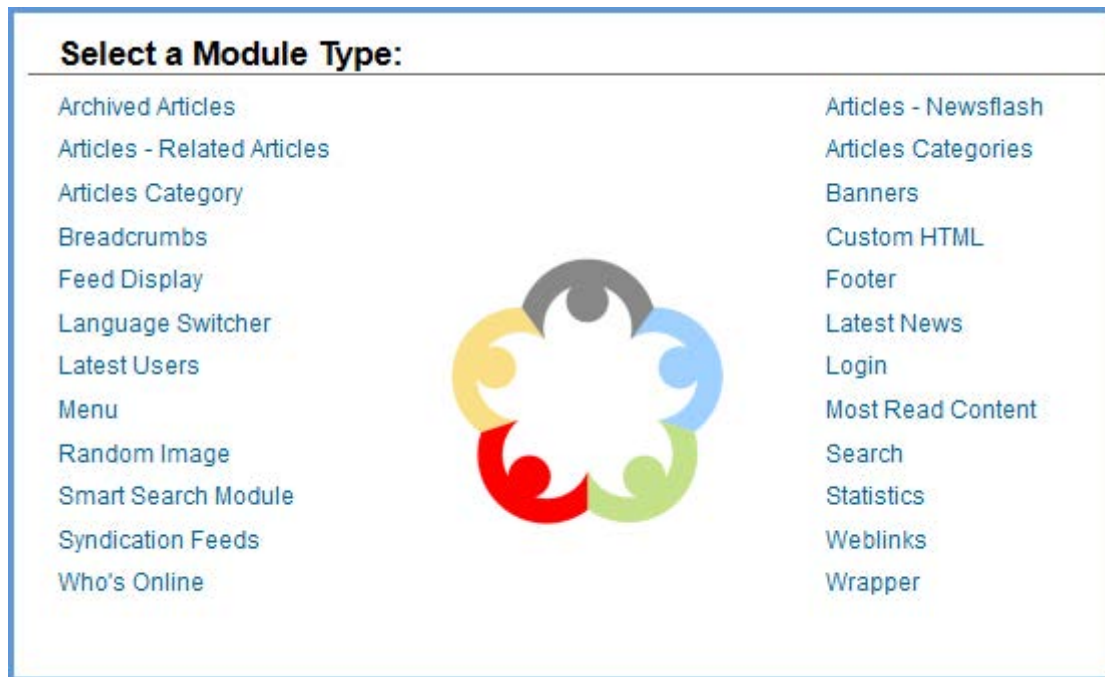 Select a Module Type:
Archived Articles
Articles - Newsflash
Articles - Related Articles
Articles Categories
Articles Category
Banners
Breadcrumbs
Custom HTML
Feed Display
Footer
Language Switcher
Latest News
Latest Users
Login
Menu
Most Read Content
Random Image
Search
Smart Search Module
Statistics
Syndication Feeds
Weblinks
Who's Online
Wrapper